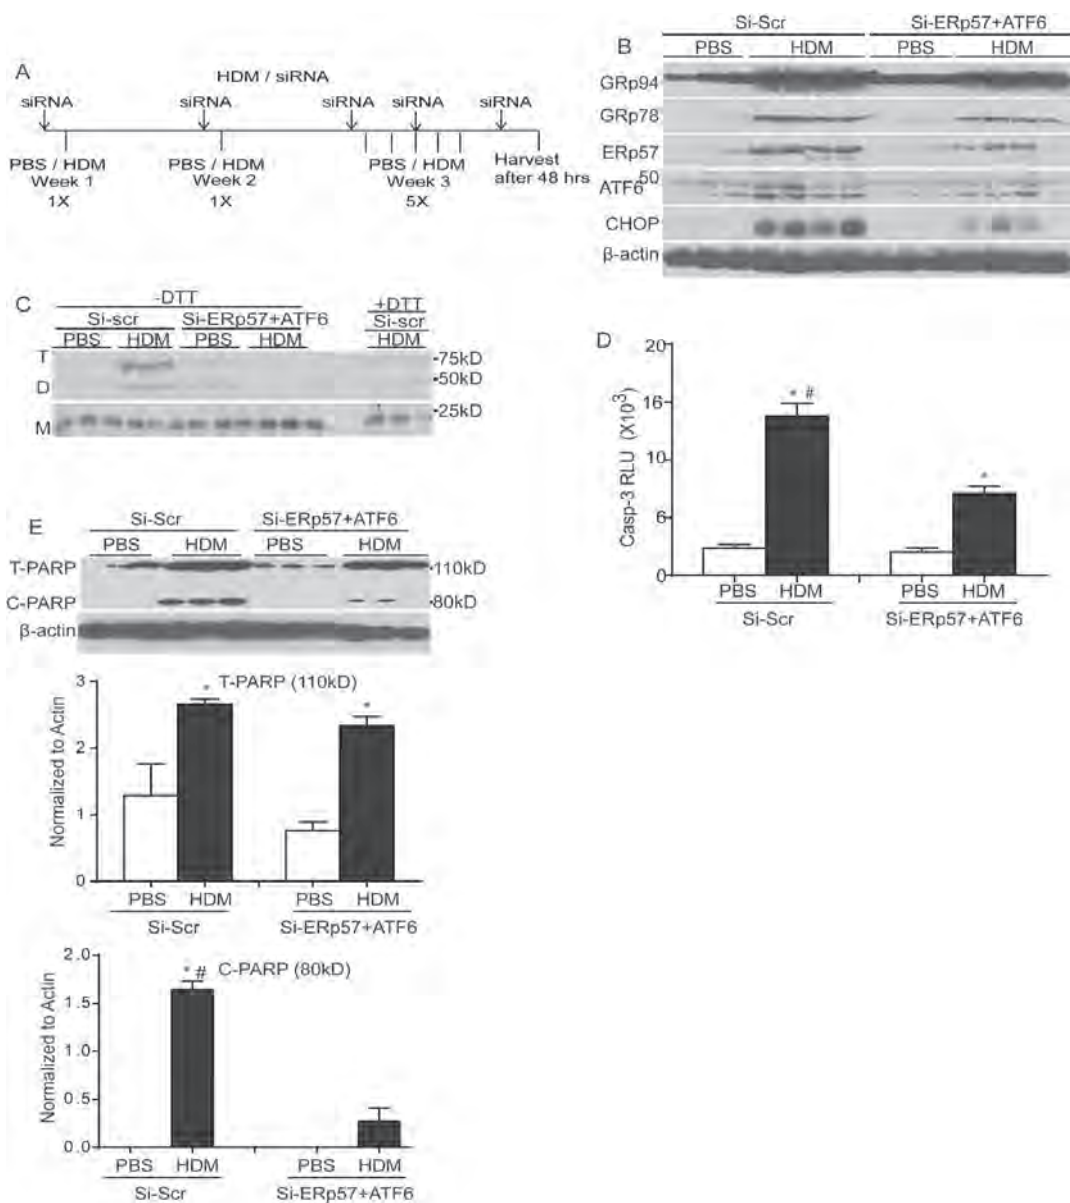 A
HDM / siRNA
siRNA siRNA siRNA siRNA siRNA
PBS / HDM PBS / HDM PBS / HDM Harvest
Week 1 Week 2 Week 3 after 48 hrs
1X 1X 5X
B
Si-Scr Si-ERp57+ATF6
PBS HDM PBS HDM
GRp94
GRp78
ERp57
50
ATF6
CHOP
β-actin
C
-DTT +DTT
Si-scr Si-ERp57+ATF6 Si-scr
PBS HDM PBS HDM HDM
T
D
M
•75kD
•50kD
•25kD
D
Casp-3 RLU (X10³)
20
16
10
6
0
* #
*
PBS HDM PBS HDM
Si-Scr Si-ERp57+ATF6
E
Si-Scr Si-ERp57+ATF6
PBS HDM PBS HDM
T-PARP •110kD
C-PARP •80kD
β-actin
T-PARP (110kD)
Normalized to Actin
3
2
1
0
*
*
PBS HDM PBS HDM
Si-Scr Si-ERp57+ATF6
C-PARP (80kD)
Normalized to Actin
2.0
1.5
1.0
0.5
0.0
* #
PBS HDM PBS HDM
Si-Scr Si-ERp57+ATF6